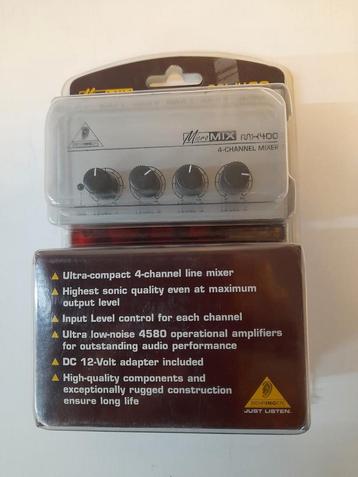 MicroMIX MX400
4-CHANNEL MIXER
Ultra-compact 4-channel line mixer
Highest sonic quality even at maximum
output level
Input Level control for each channel
Ultra low-noise 4580 operational amplifiers
for outstanding audio performance
DC 12-Volt adapter included
High-quality components and
exceptionally rugged construction
ensure long life
BEHRINGER
JUST LISTEN.